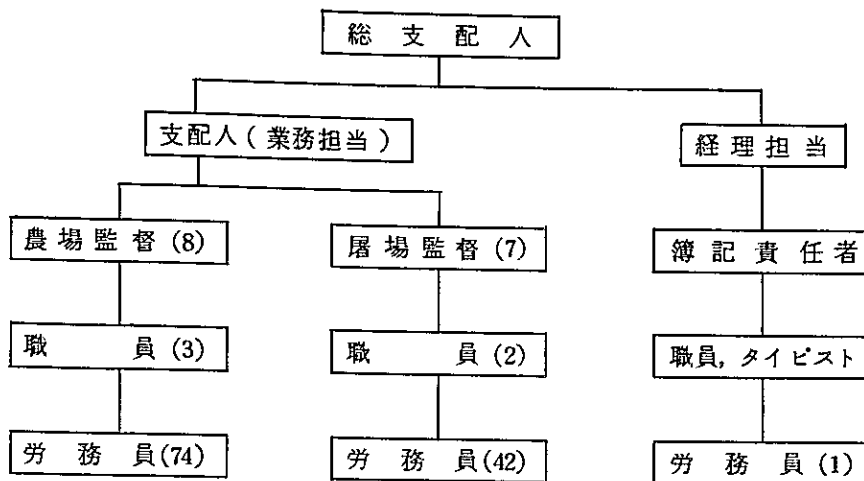 総支配人
支配人(業務担当)
経理担当
農場監督(8)
屠場監督(7)
簿記責任者
職員(3)
職員(2)
職員,タイピスト
労務員(74)
労務員(42)
労務員(1)